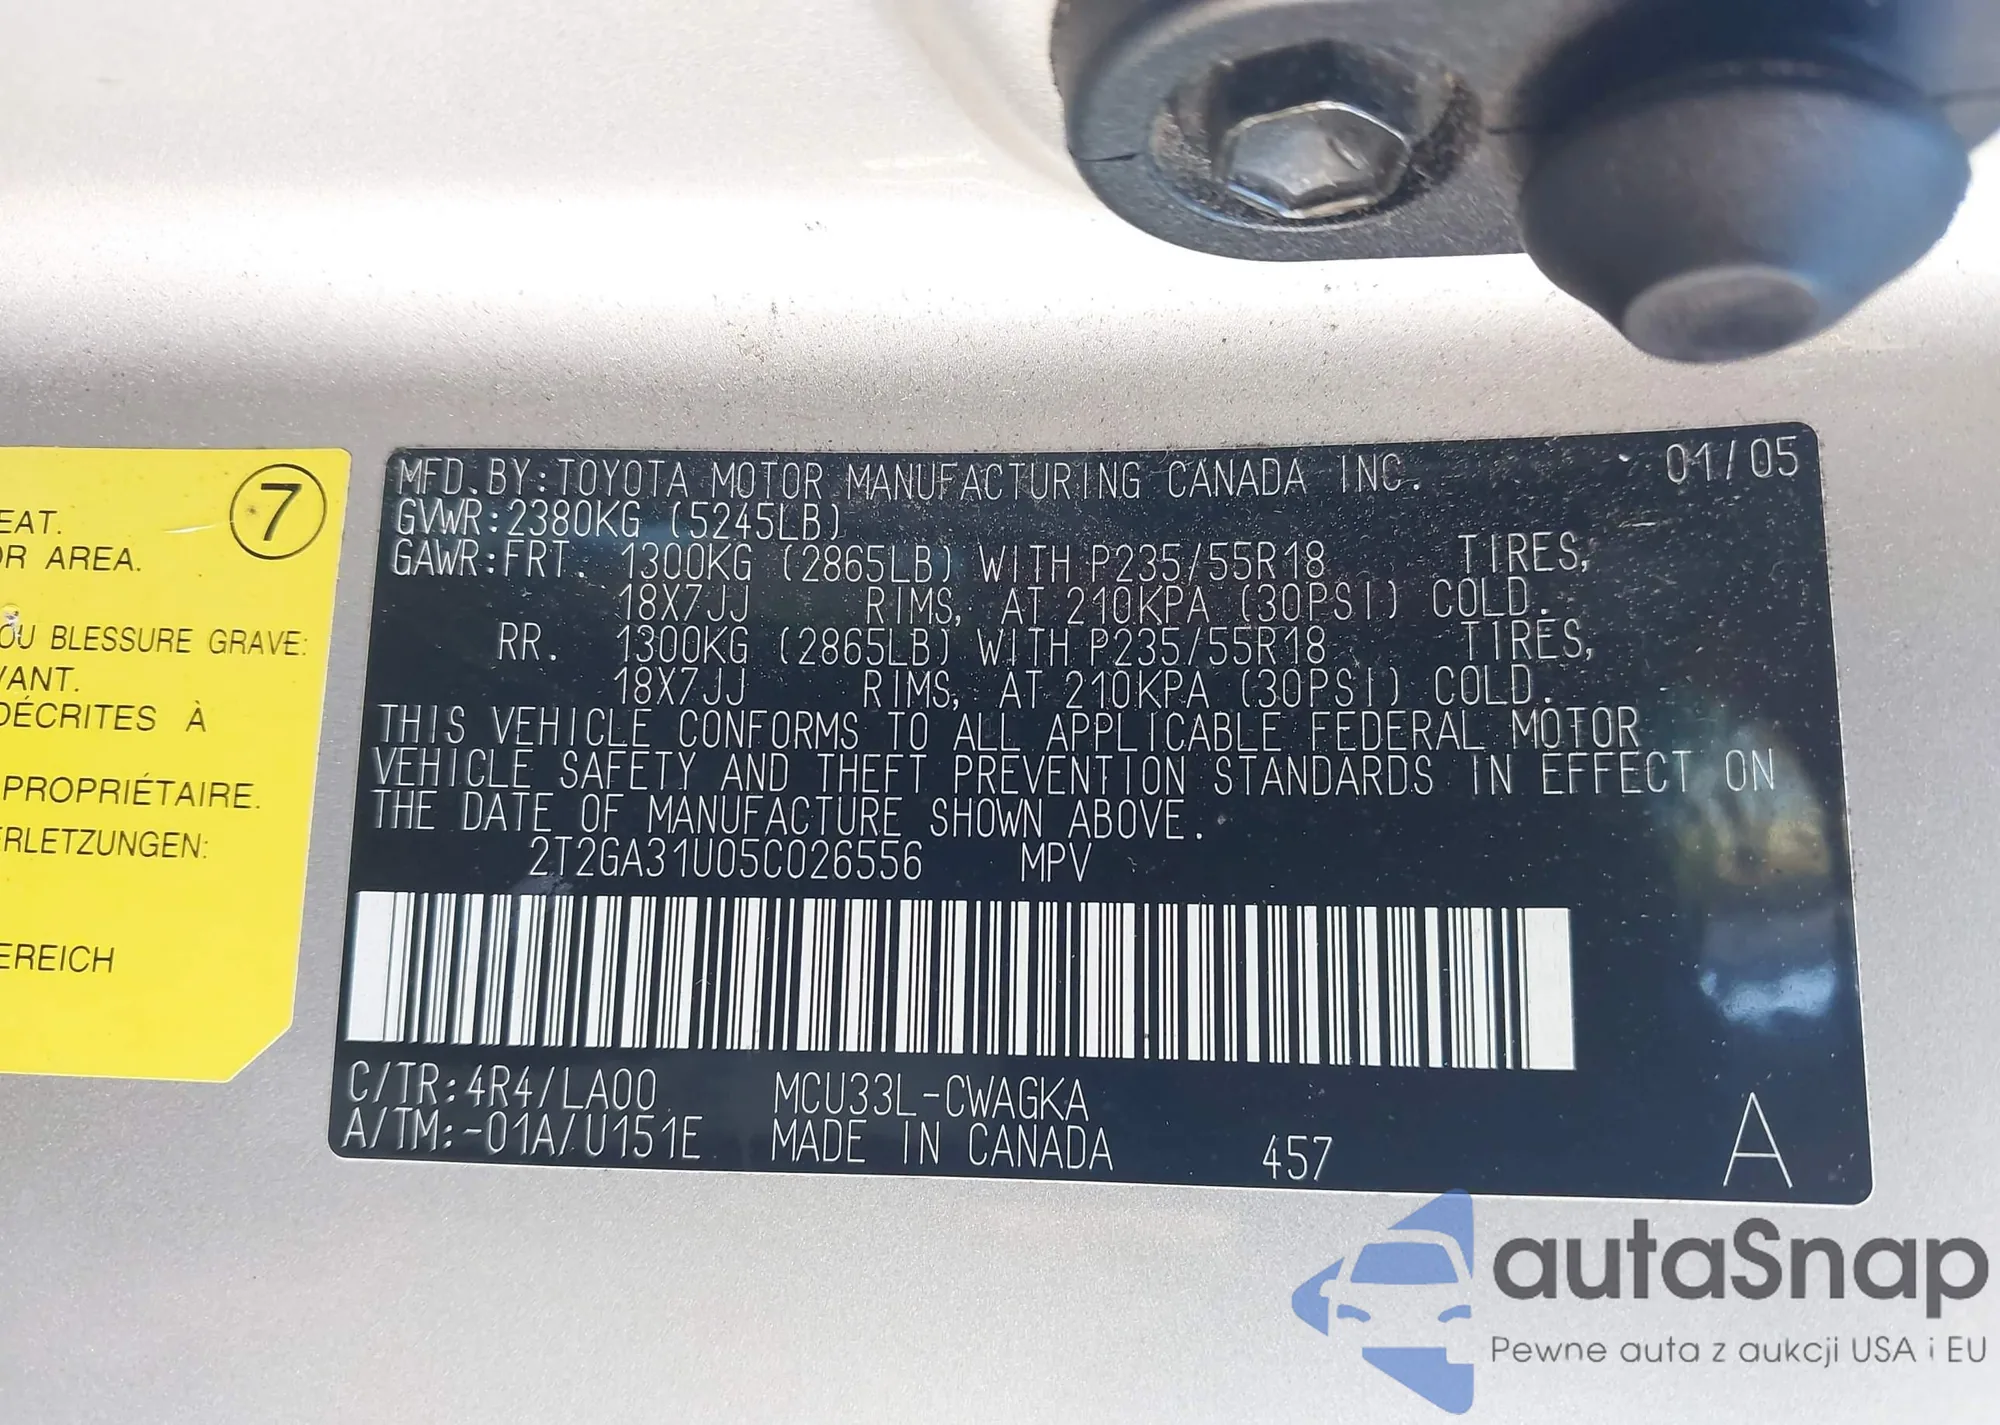 7
EAT.
OR AREA.
OU BLESSURE GRAVE:
VANT.
DÉCRITES À
PROPRIÉTAIRE.
ERLETZUNGEN:
EREICH
MFD.BY:TOYOTA MOTOR MANUFACTURING CANADA INC. 01/05
GVWR:2380KG (5245LB)
GAWR:FRT. 1300KG (2865LB) WITH P235/55R18 TIRES,
18X7JJ RIMS, AT 210KPA (30PSI) COLD.
RR. 1300KG (2865LB) WITH P235/55R18 TIRES,
18X7JJ RIMS, AT 210KPA (30PSI) COLD.
THIS VEHICLE CONFORMS TO ALL APPLICABLE FEDERAL MOTOR
VEHICLE SAFETY AND THEFT PREVENTION STANDARDS IN EFFECT ON
THE DATE OF MANUFACTURE SHOWN ABOVE.
2T2GA31U05C026556 MPV
C/TR:4R4/LA00 MCU33L-CWAGKA
A/TM:-01A/U151E MADE IN CANADA 457 A
autaSnap
Pewne auta z aukcji USA i EU